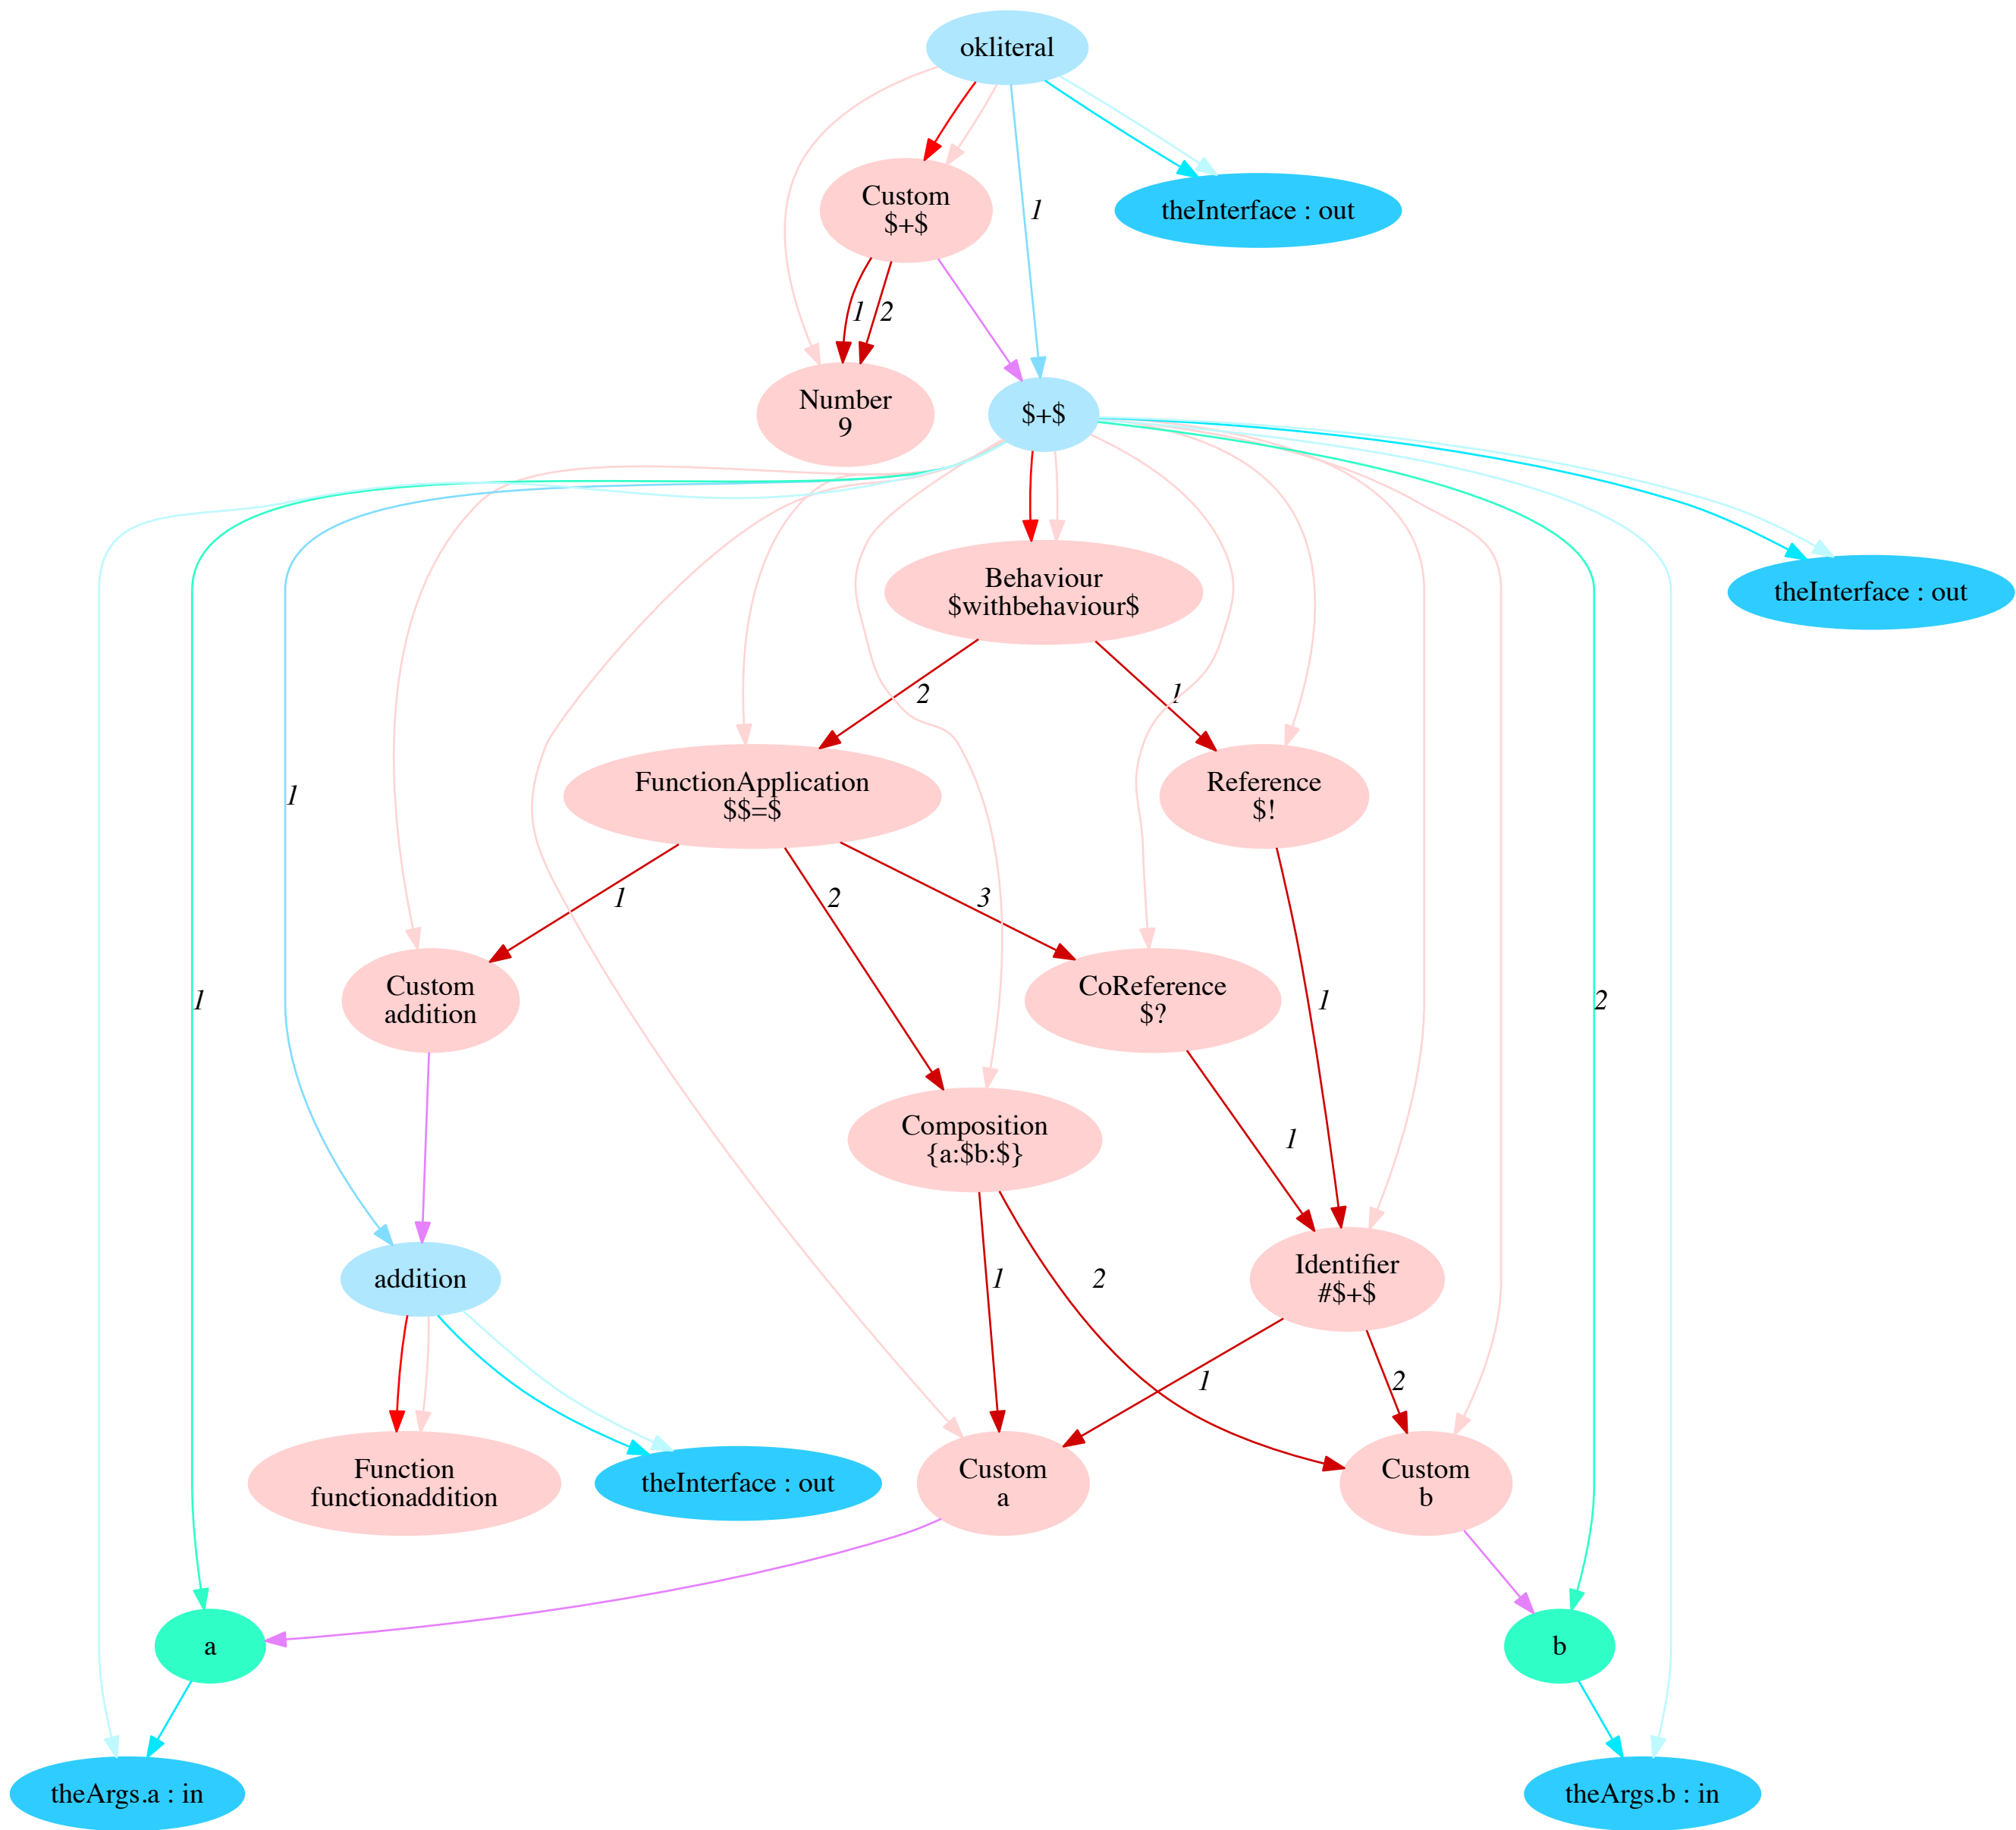 okliteral
Custom
$+$
1
theInterface : out
1
2
Number
9
$+$
Behaviour
$withbehaviour$
theInterface : out
2
1
FunctionApplication
$$=$
Reference
$!
1
1
2
3
Custom
addition
CoReference
$?
1
1
2
Composition
{a:$b:$}
1
addition
1
2
Identifier
#$+$
1
2
Function
functionaddition
theInterface : out
Custom
a
Custom
b
a
b
theArgs.a : in
theArgs.b : in